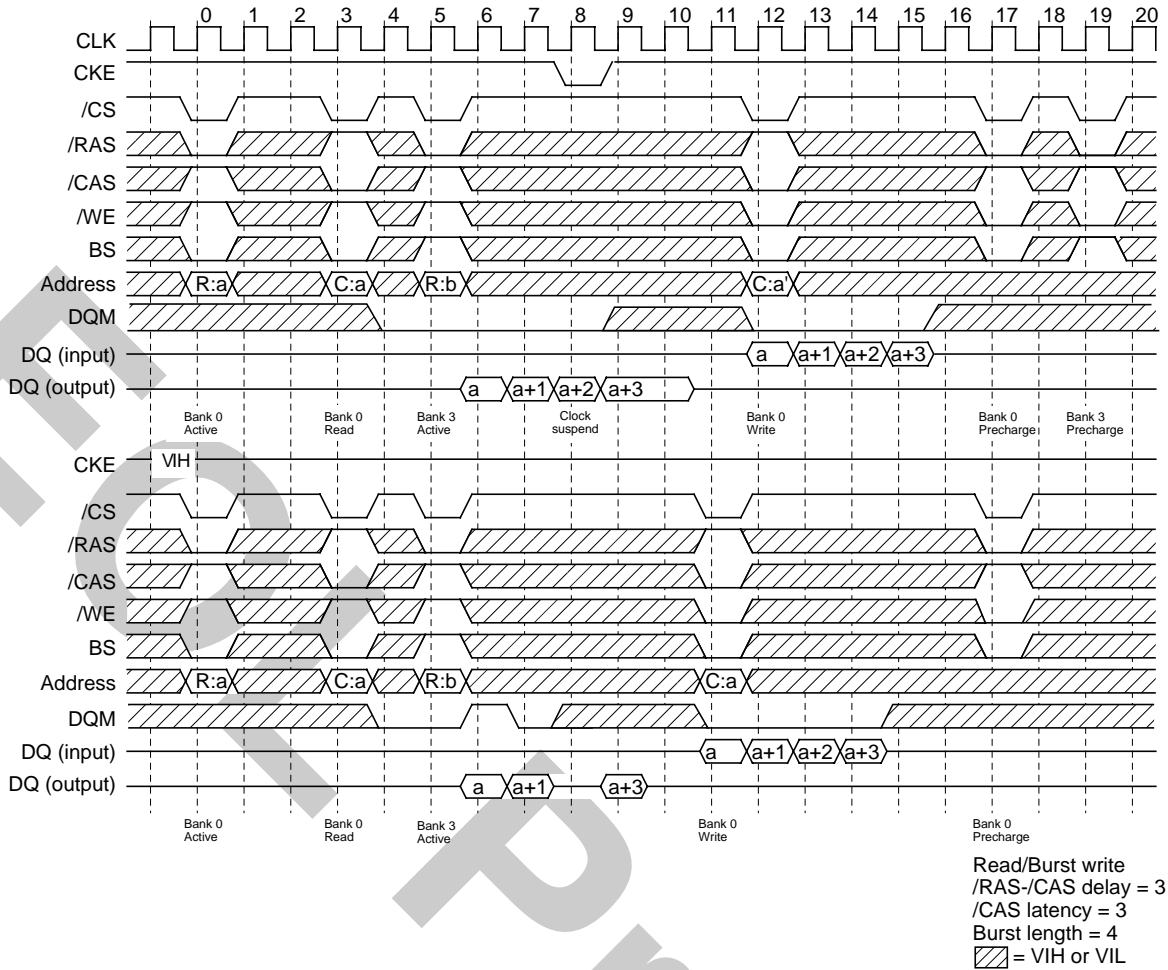 0 1 2 3 4 5 6 7 8 9 10 11 12 13 14 15 16 17 18 19 20
CLK
CKE
/CS
/RAS
/CAS
/WE
BS
Address R:a C:a R:b C:a'
DQM
DQ (input) a a+1 a+2 a+3
DQ (output) a a+1 a+2 a+3
Bank 0 Bank 0 Bank 3 Clock Bank 0 Bank 0 Bank 3
Active Read Active suspend Write Precharge Precharge
CKE VIH
/CS
/RAS
/CAS
/WE
BS
Address R:a C:a R:b C:a
DQM
DQ (input) a a+1 a+2 a+3
DQ (output) a a+1 a+3
Bank 0 Bank 0 Bank 3 Bank 0 Bank 0
Active Read Active Write Precharge
Read/Burst write
/RAS-/CAS delay = 3
/CAS latency = 3
Burst length = 4
= VIH or VIL